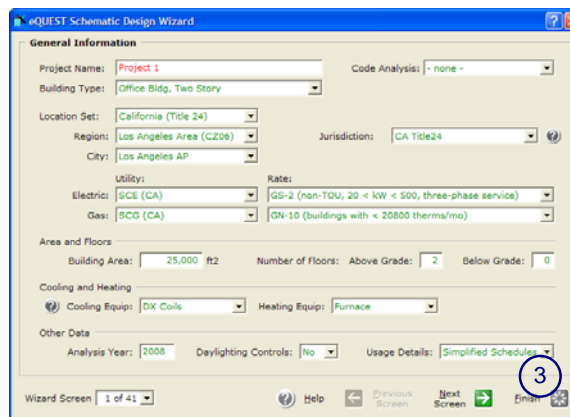 eQUEST Schematic Design Wizard
General Information
Project Name: Project 1 Code Analysis: - none -
Building Type: Office Bldg, Two Story
Location Set: California (Title 24)
Region: Los Angeles Area (CZ06) Jurisdiction: CA Title24
City: Los Angeles AP
Utility: Rate:
Electric: SCE (CA) GS-2 (non-TOU, 20 < kW < 500, three-phase service)
Gas: SCG (CA) GN-10 (buildings with < 20800 therms/mo)
Area and Floors
Building Area: 25,000 ft2 Number of Floors: Above Grade: 2 Below Grade: 0
Cooling and Heating
Cooling Equip: DX Coils Heating Equip: Furnace
Other Data
Analysis Year: 2008 Daylighting Controls: No Usage Details: Simplified Schedules
3
Wizard Screen 1 of 41 Help Previous Screen Next Screen Finish